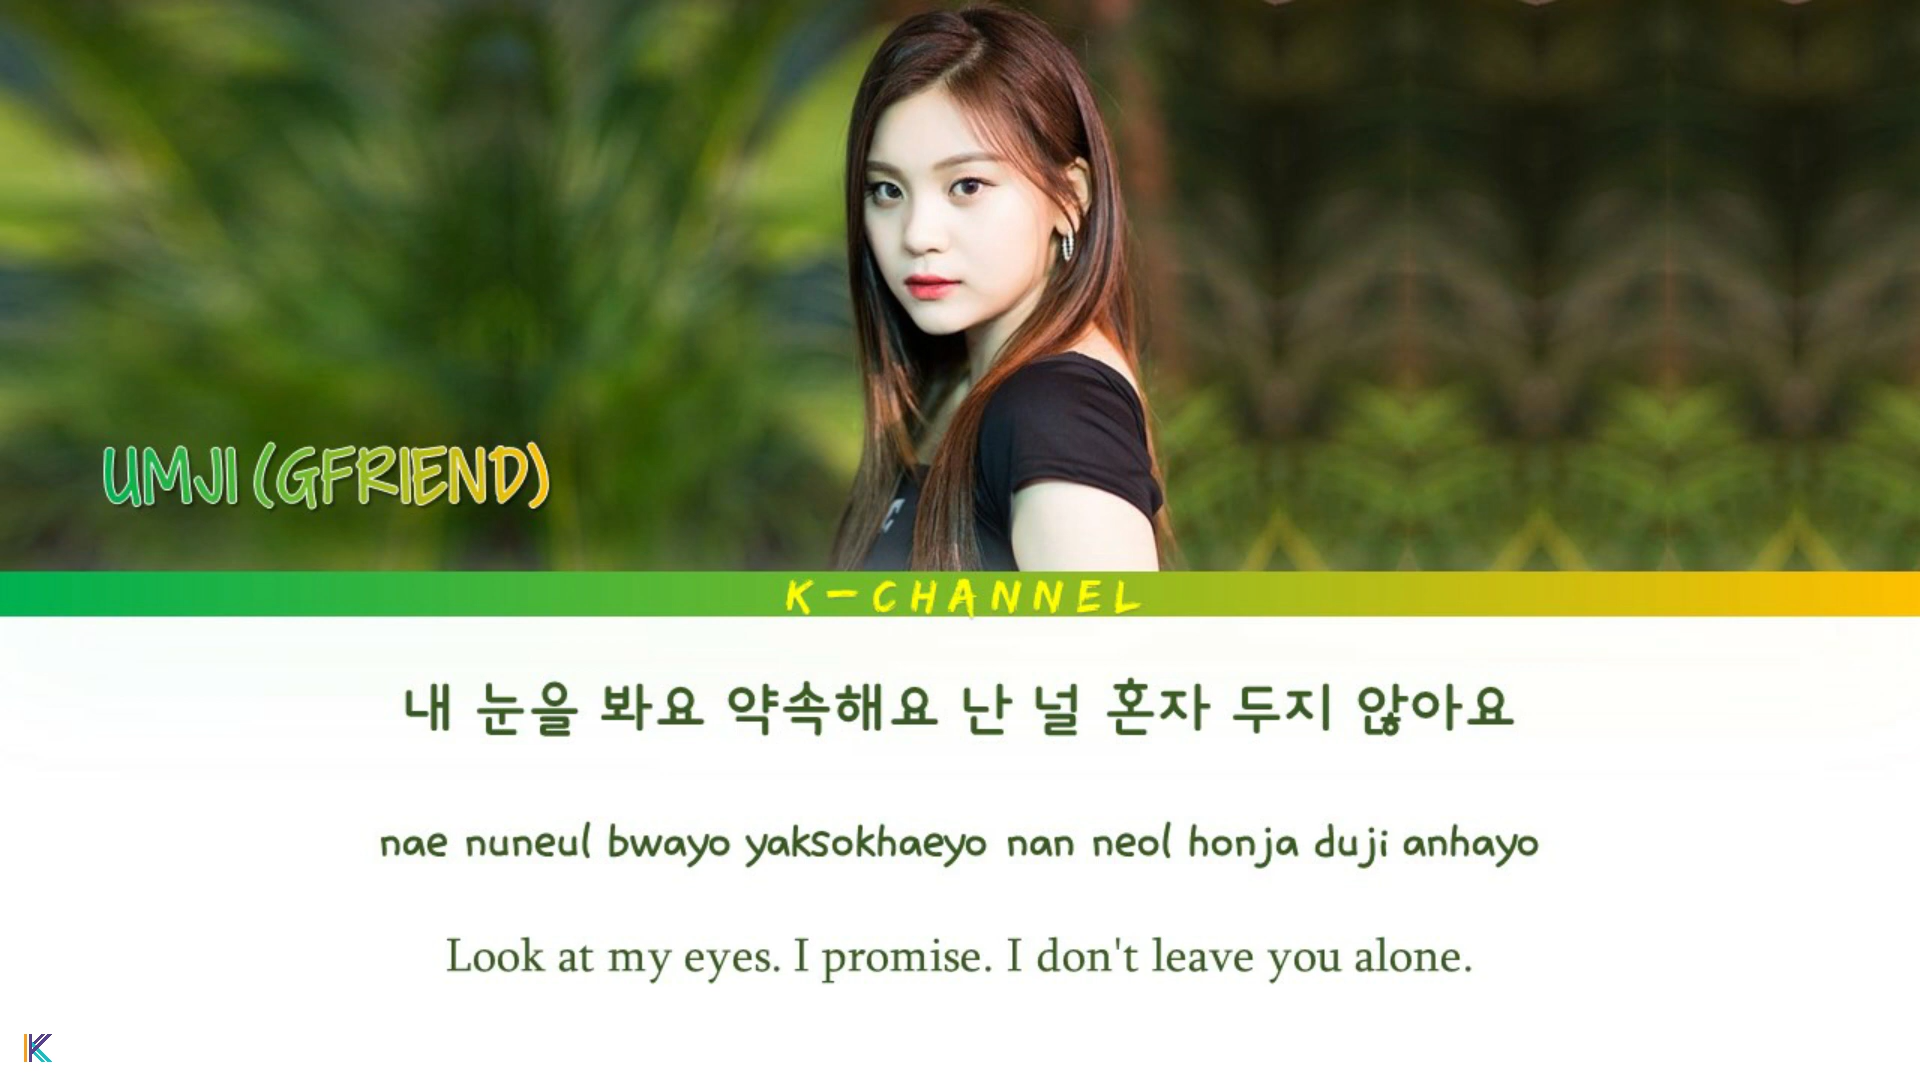 UMJI (GFRIEND)
K-CHANNEL
내 눈을 봐요 약속해요 난 널 혼자 두지 않아요
nae nuneul bwayo yaksokhaeyo nan neol honja duji anhayo
Look at my eyes. I promise. I don't leave you alone.
K